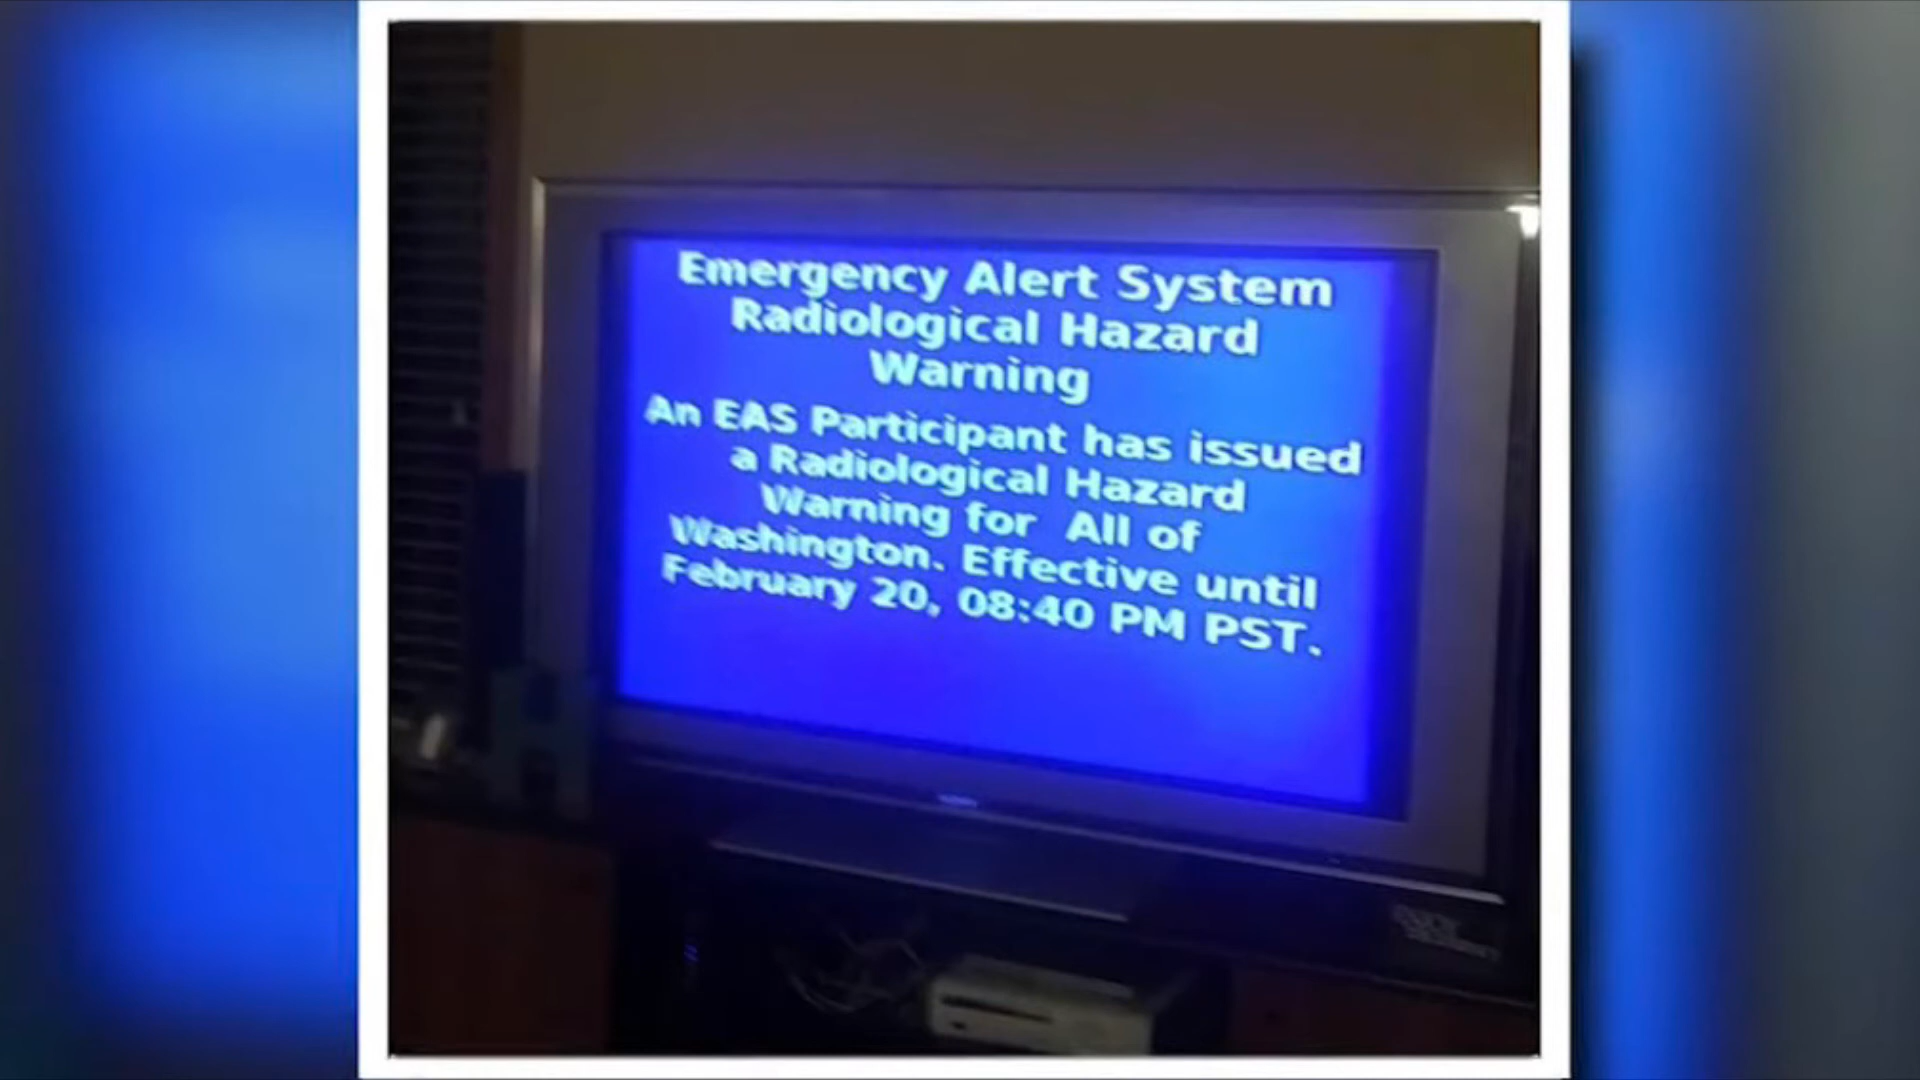 Emergency Alert System
Radiological Hazard
Warning
An EAS Participant has issued
a Radiological Hazard
Warning for All of
Washington. Effective until
February 20, 08:40 PM PST.